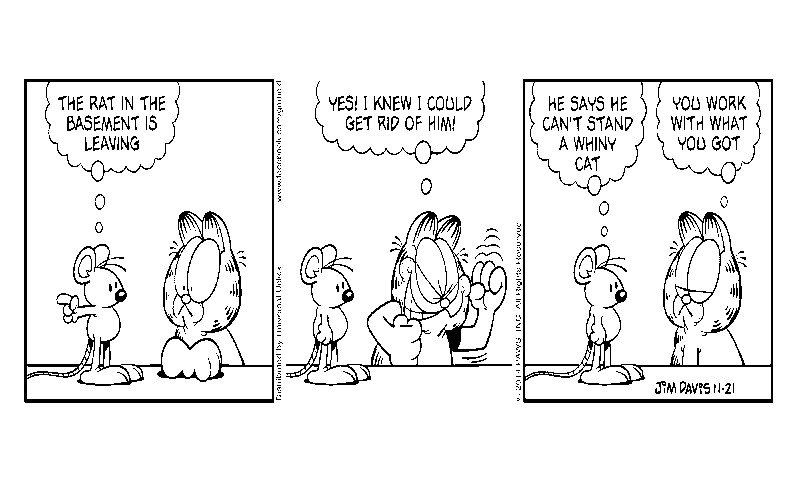 THE RAT IN THE
BASEMENT IS
LEAVING
YES! I KNEW I COULD
GET RID OF HIM!
HE SAYS HE
CAN'T STAND
A WHINY
CAT
YOU WORK
WITH WHAT
YOU GOT
JIM DAVIS 11-21